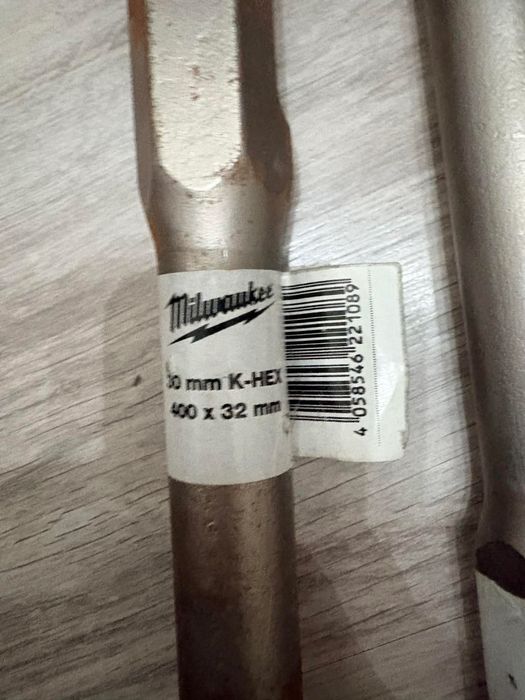 Milwaukee
30 mm K-HEX
400 x 32 mm
4 058546 221089